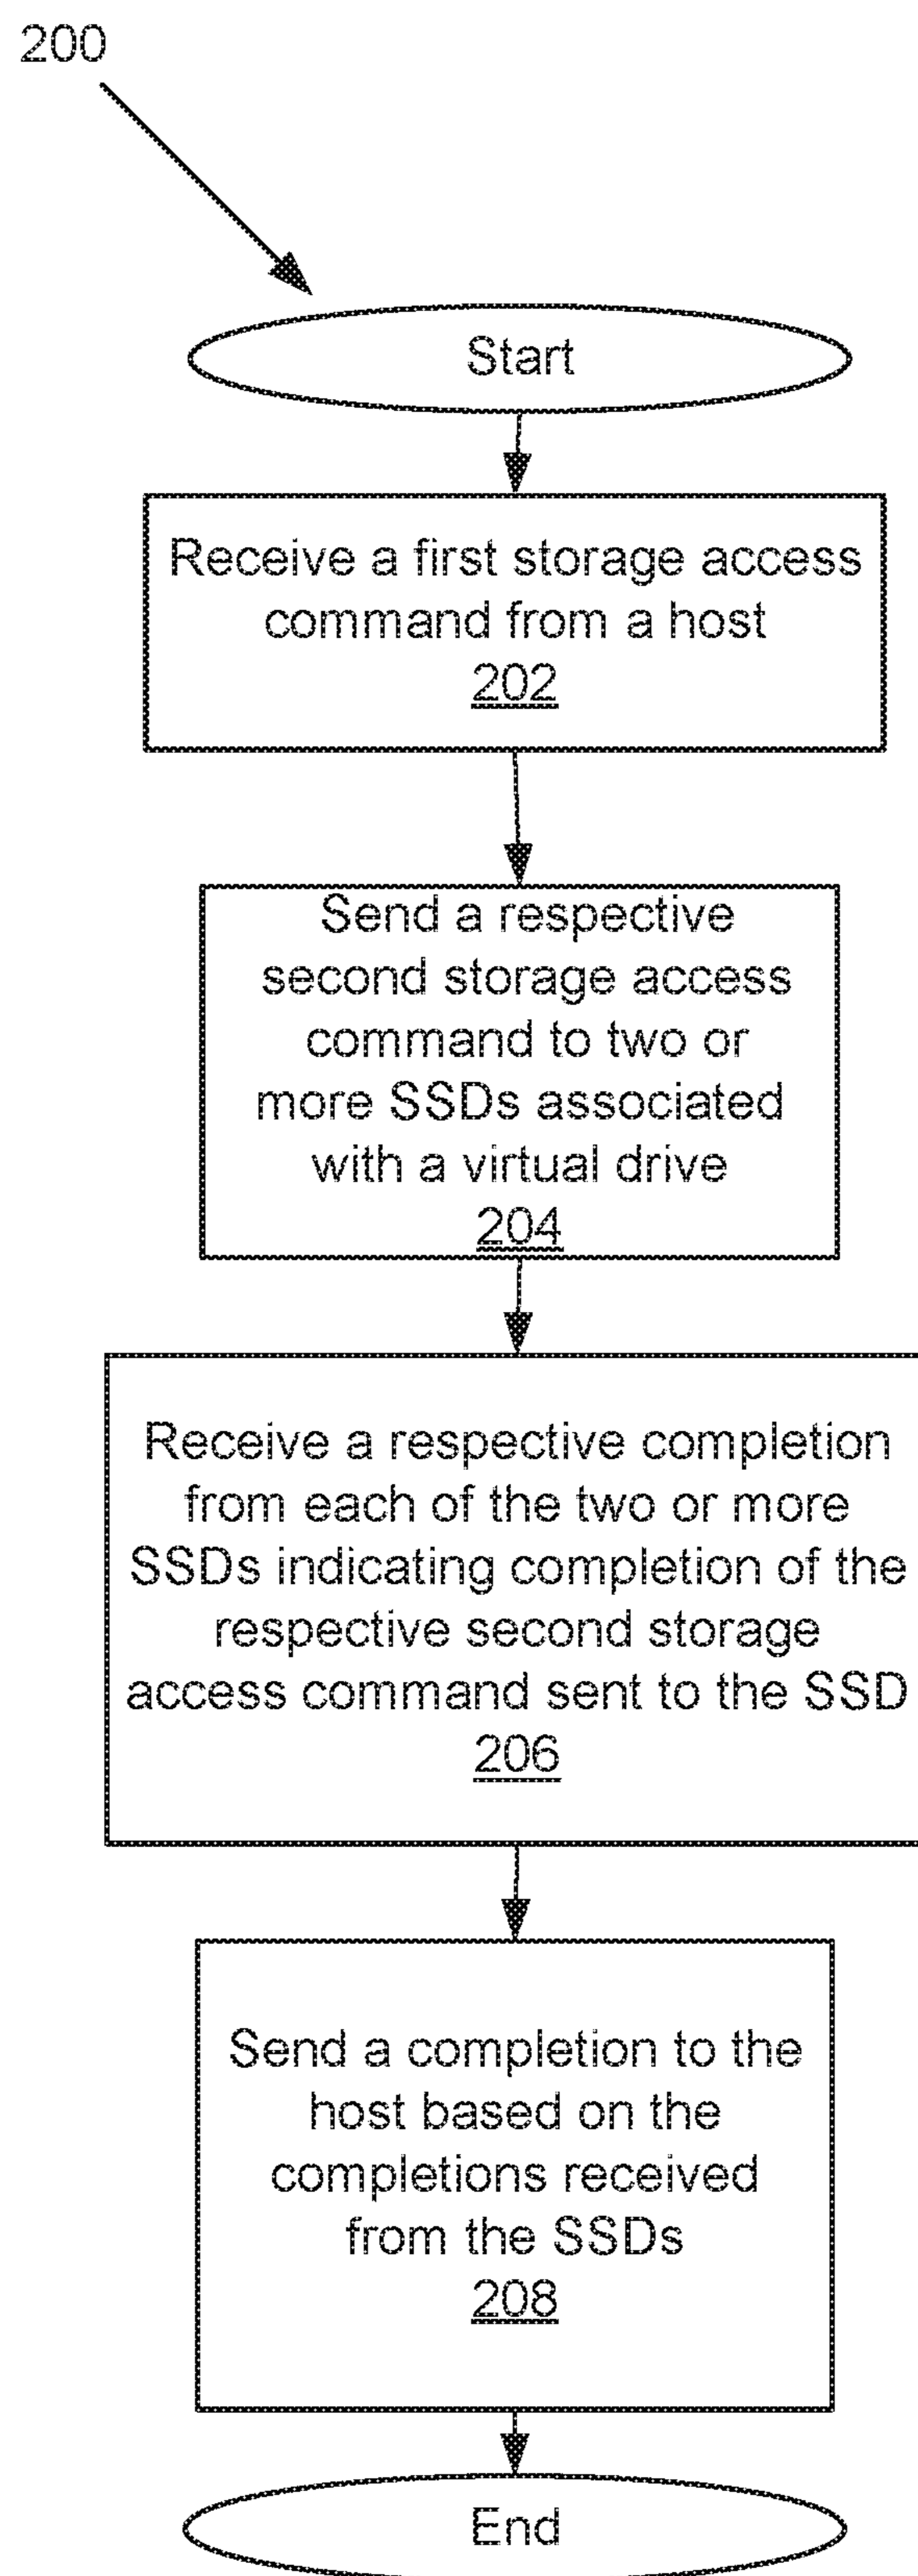 200
Start
Receive a first storage access
command from a host
202
Send a respective
second storage access
command to two or
more SSDs associated
with a virtual drive
204
Receive a respective completion
from each of the two or more
SSDs indicating completion of the
respective second storage
access command sent to the SSD
206
Send a completion to the
host based on the
completions received
from the SSDs
208
End